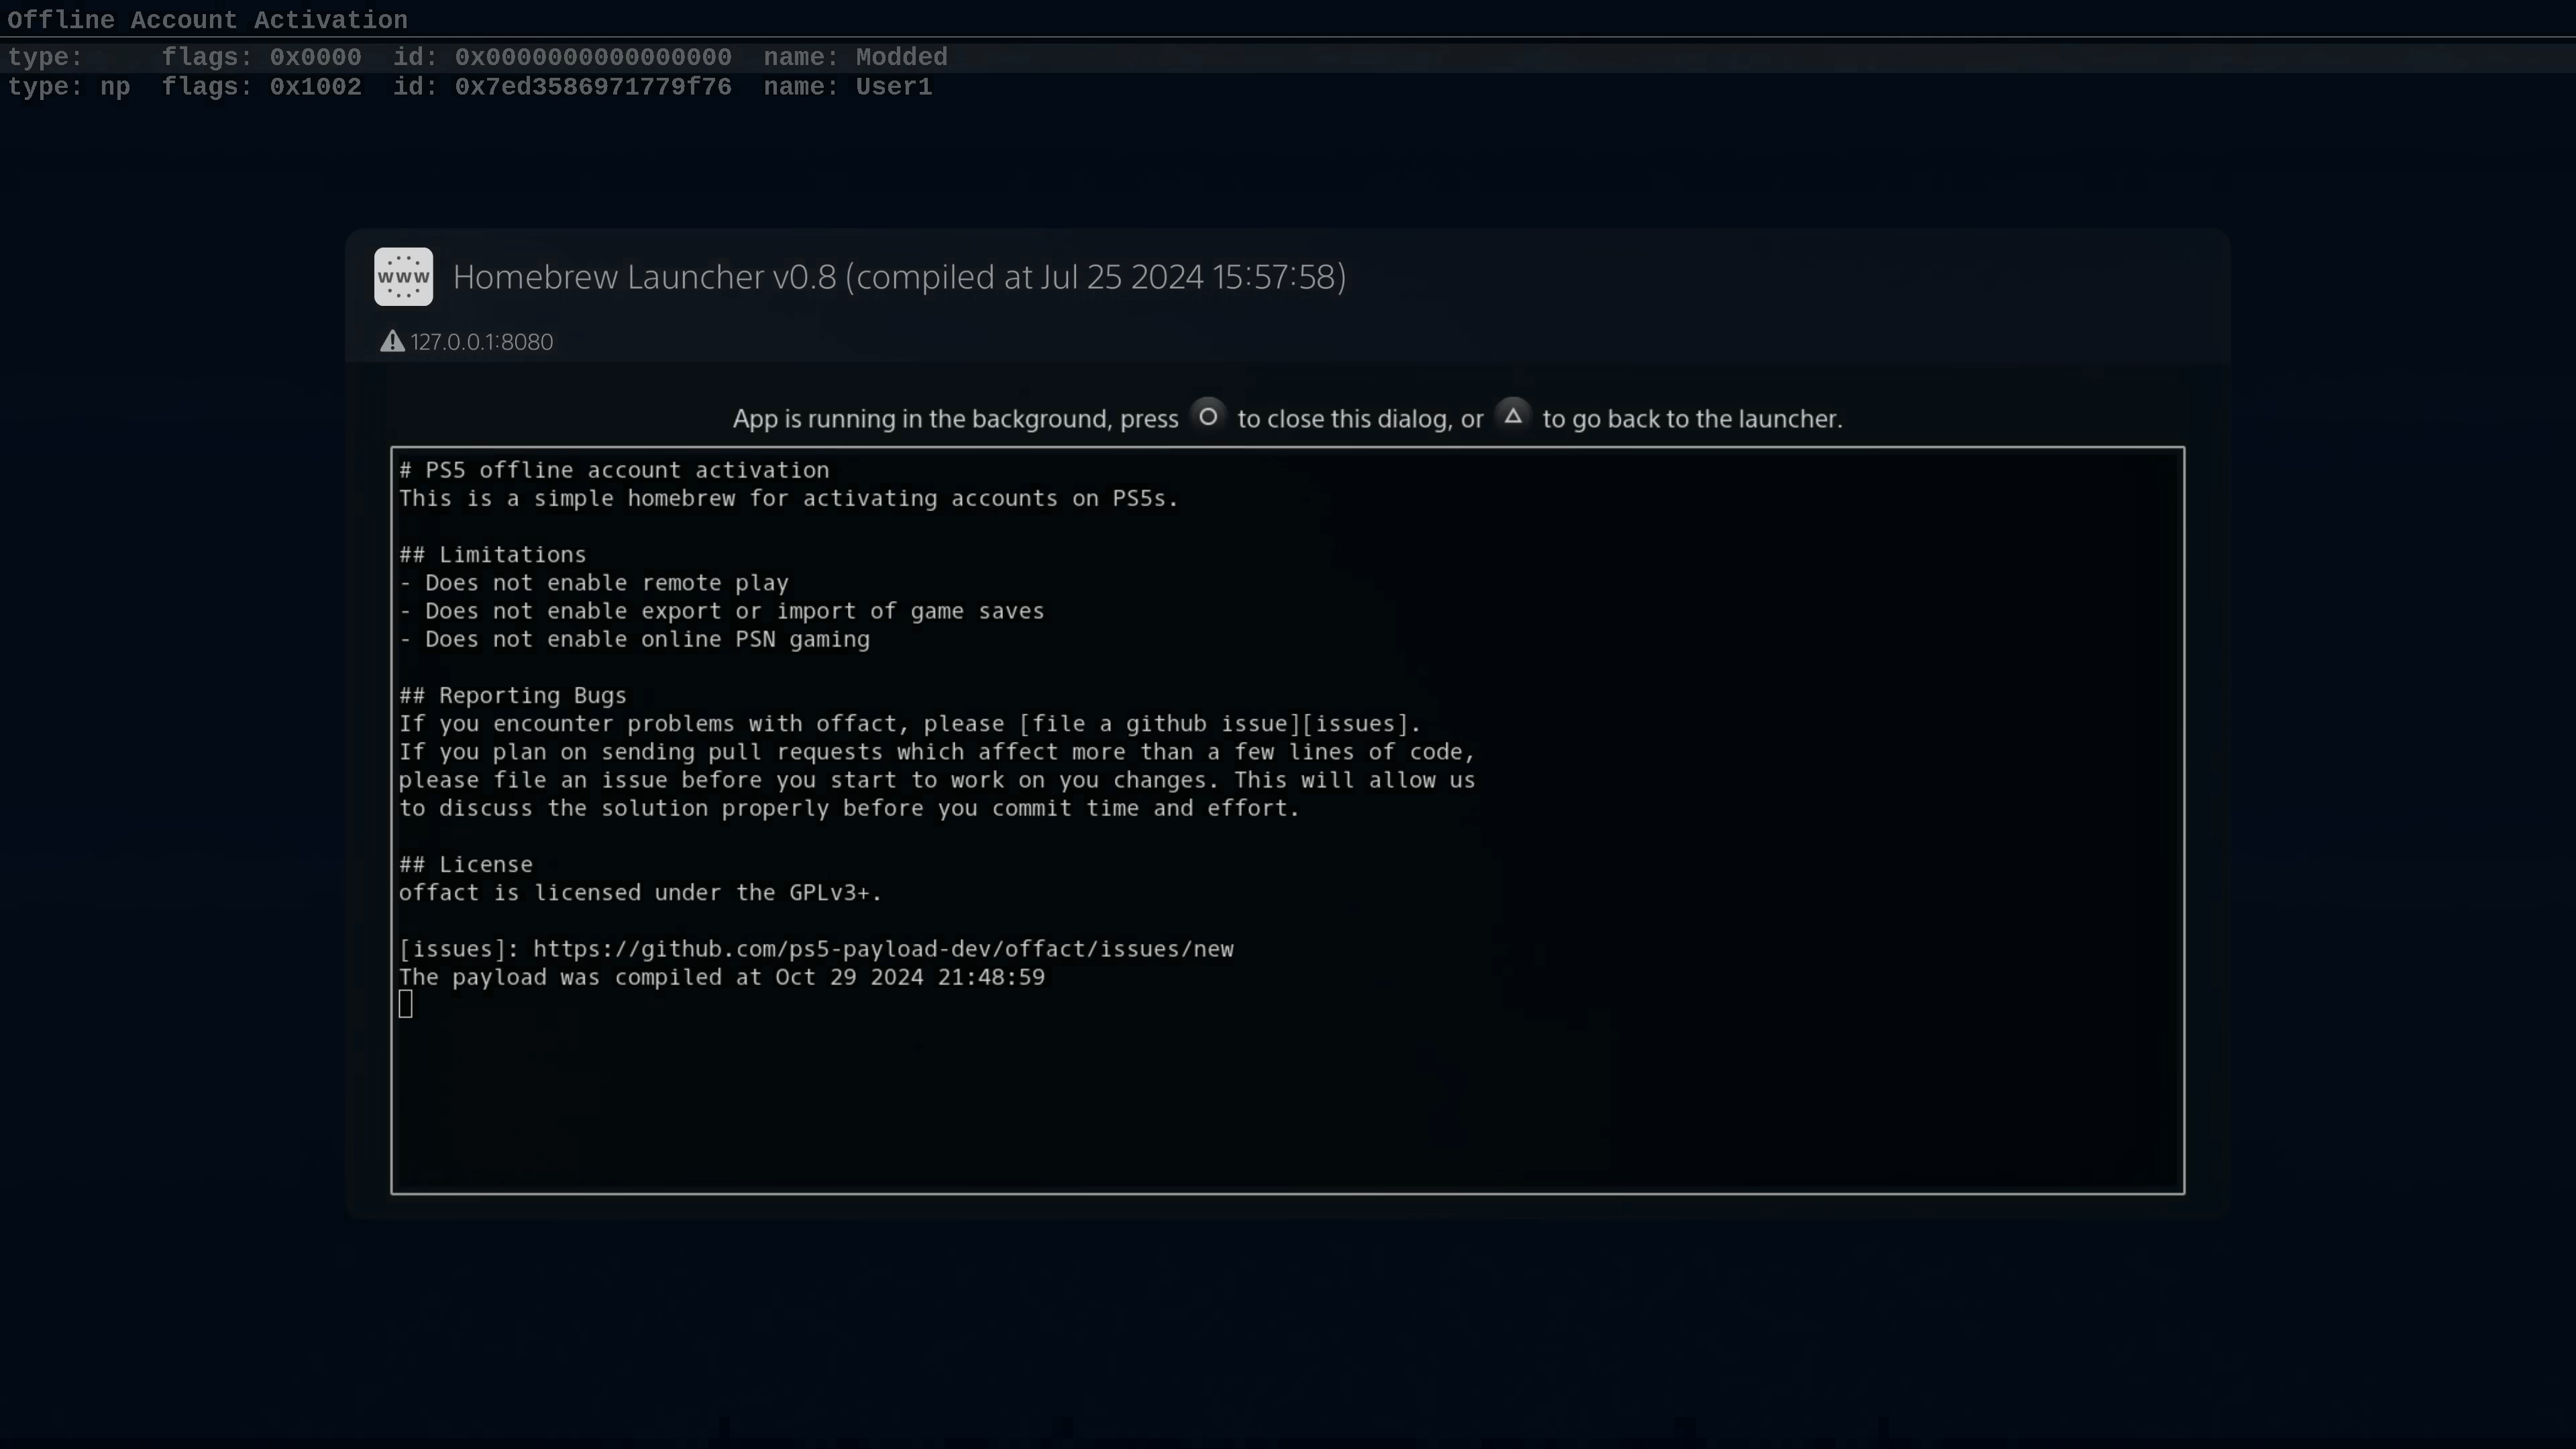 Offline Account Activation
type:     flags: 0x0000  id: 0x0000000000000000  name: Modded
type: np  flags: 0x1002  id: 0x7ed3586971779f76  name: User1
www
Homebrew Launcher v0.8 (compiled at Jul 25 2024 15:57:58)
127.0.0.1:8080
App is running in the background, press to close this dialog, or to go back to the launcher.
# PS5 offline account activation
This is a simple homebrew for activating accounts on PS5s.
## Limitations
- Does not enable remote play
- Does not enable export or import of game saves
- Does not enable online PSN gaming
## Reporting Bugs
If you encounter problems with offact, please [file a github issue][issues].
If you plan on sending pull requests which affect more than a few lines of code,
please file an issue before you start to work on you changes. This will allow us
to discuss the solution properly before you commit time and effort.
## License
offact is licensed under the GPLv3+.
[issues]: https://github.com/ps5-payload-dev/offact/issues/new
The payload was compiled at Oct 29 2024 21:48:59